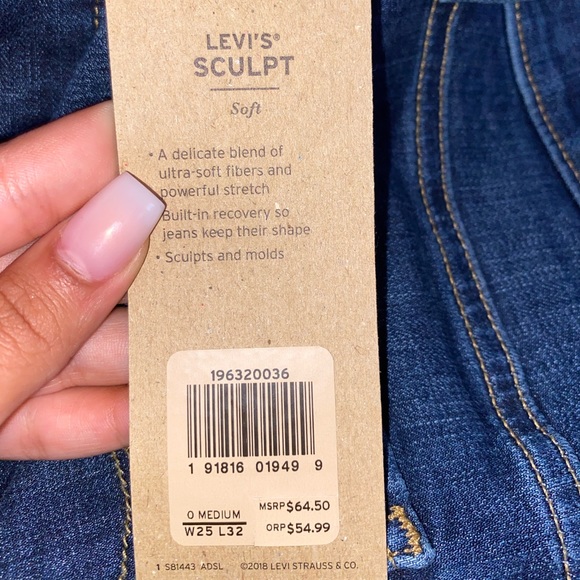 LEVI'S®
SCULPT
Soft
• A delicate blend of
ultra-soft fibers and
powerful stretch
Built-in recovery so
jeans keep their shape
• Sculpts and molds
196320036
1 91816 01949 9
0 MEDIUM
W25 L32
MSRP$64.50
ORP$54.99
1 SB1443 ADSL ©2018 LEVI STRAUSS & CO.